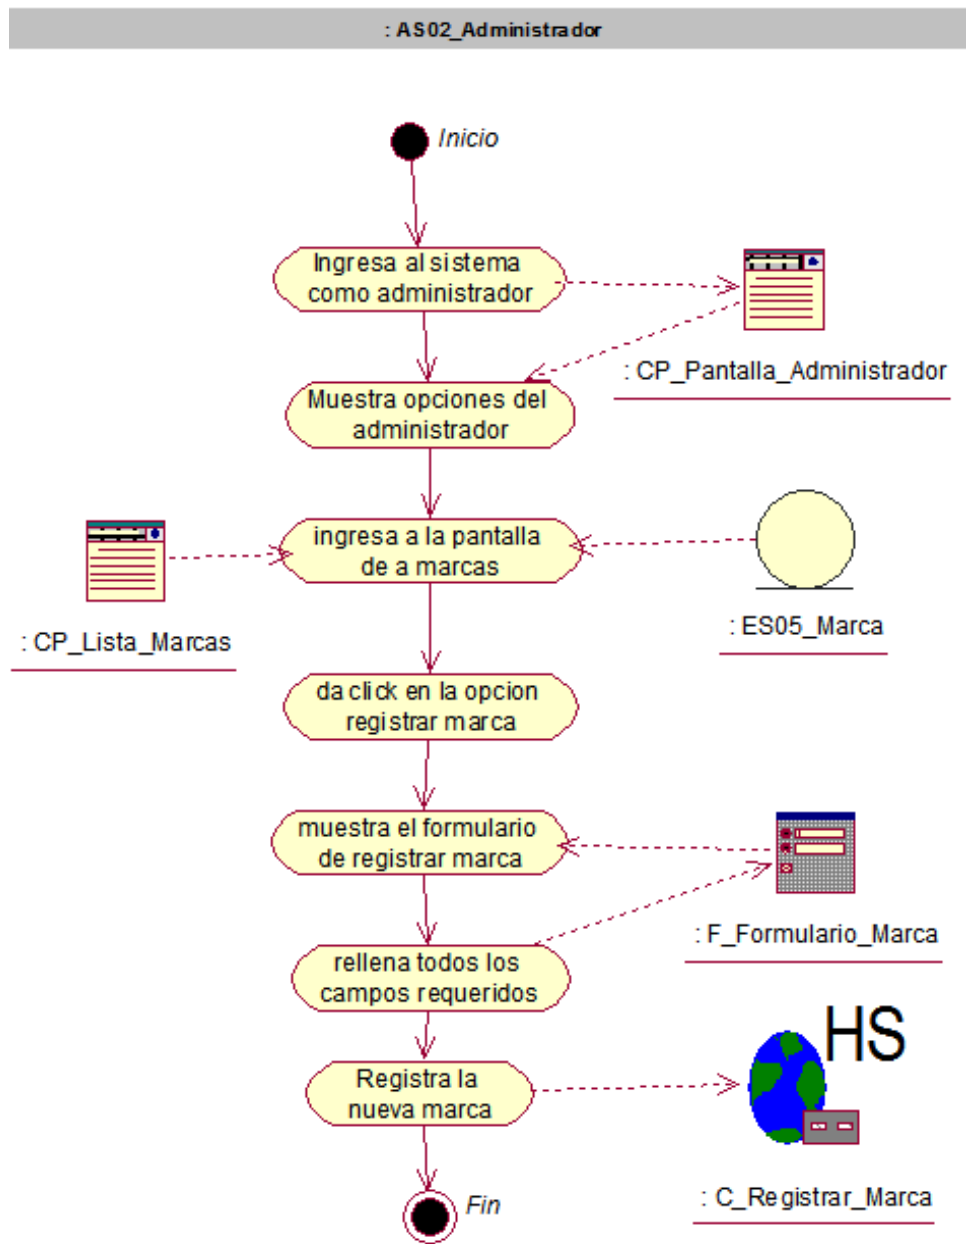 : AS02_Administrador
Inicio
Ingresa al sistema
como administrador
: CP_Pantalla_Administrador
Muestra opciones del
administrador
ingresa a la pantalla
de a marcas
: CP_Lista_Marcas
: ES05_Marca
da click en la opcion
registrar marca
muestra el formulario
de registrar marca
: F_Formulario_Marca
rellena todos los
campos requeridos
HS
Registra la
nueva marca
: C_Registrar_Marca
Fin